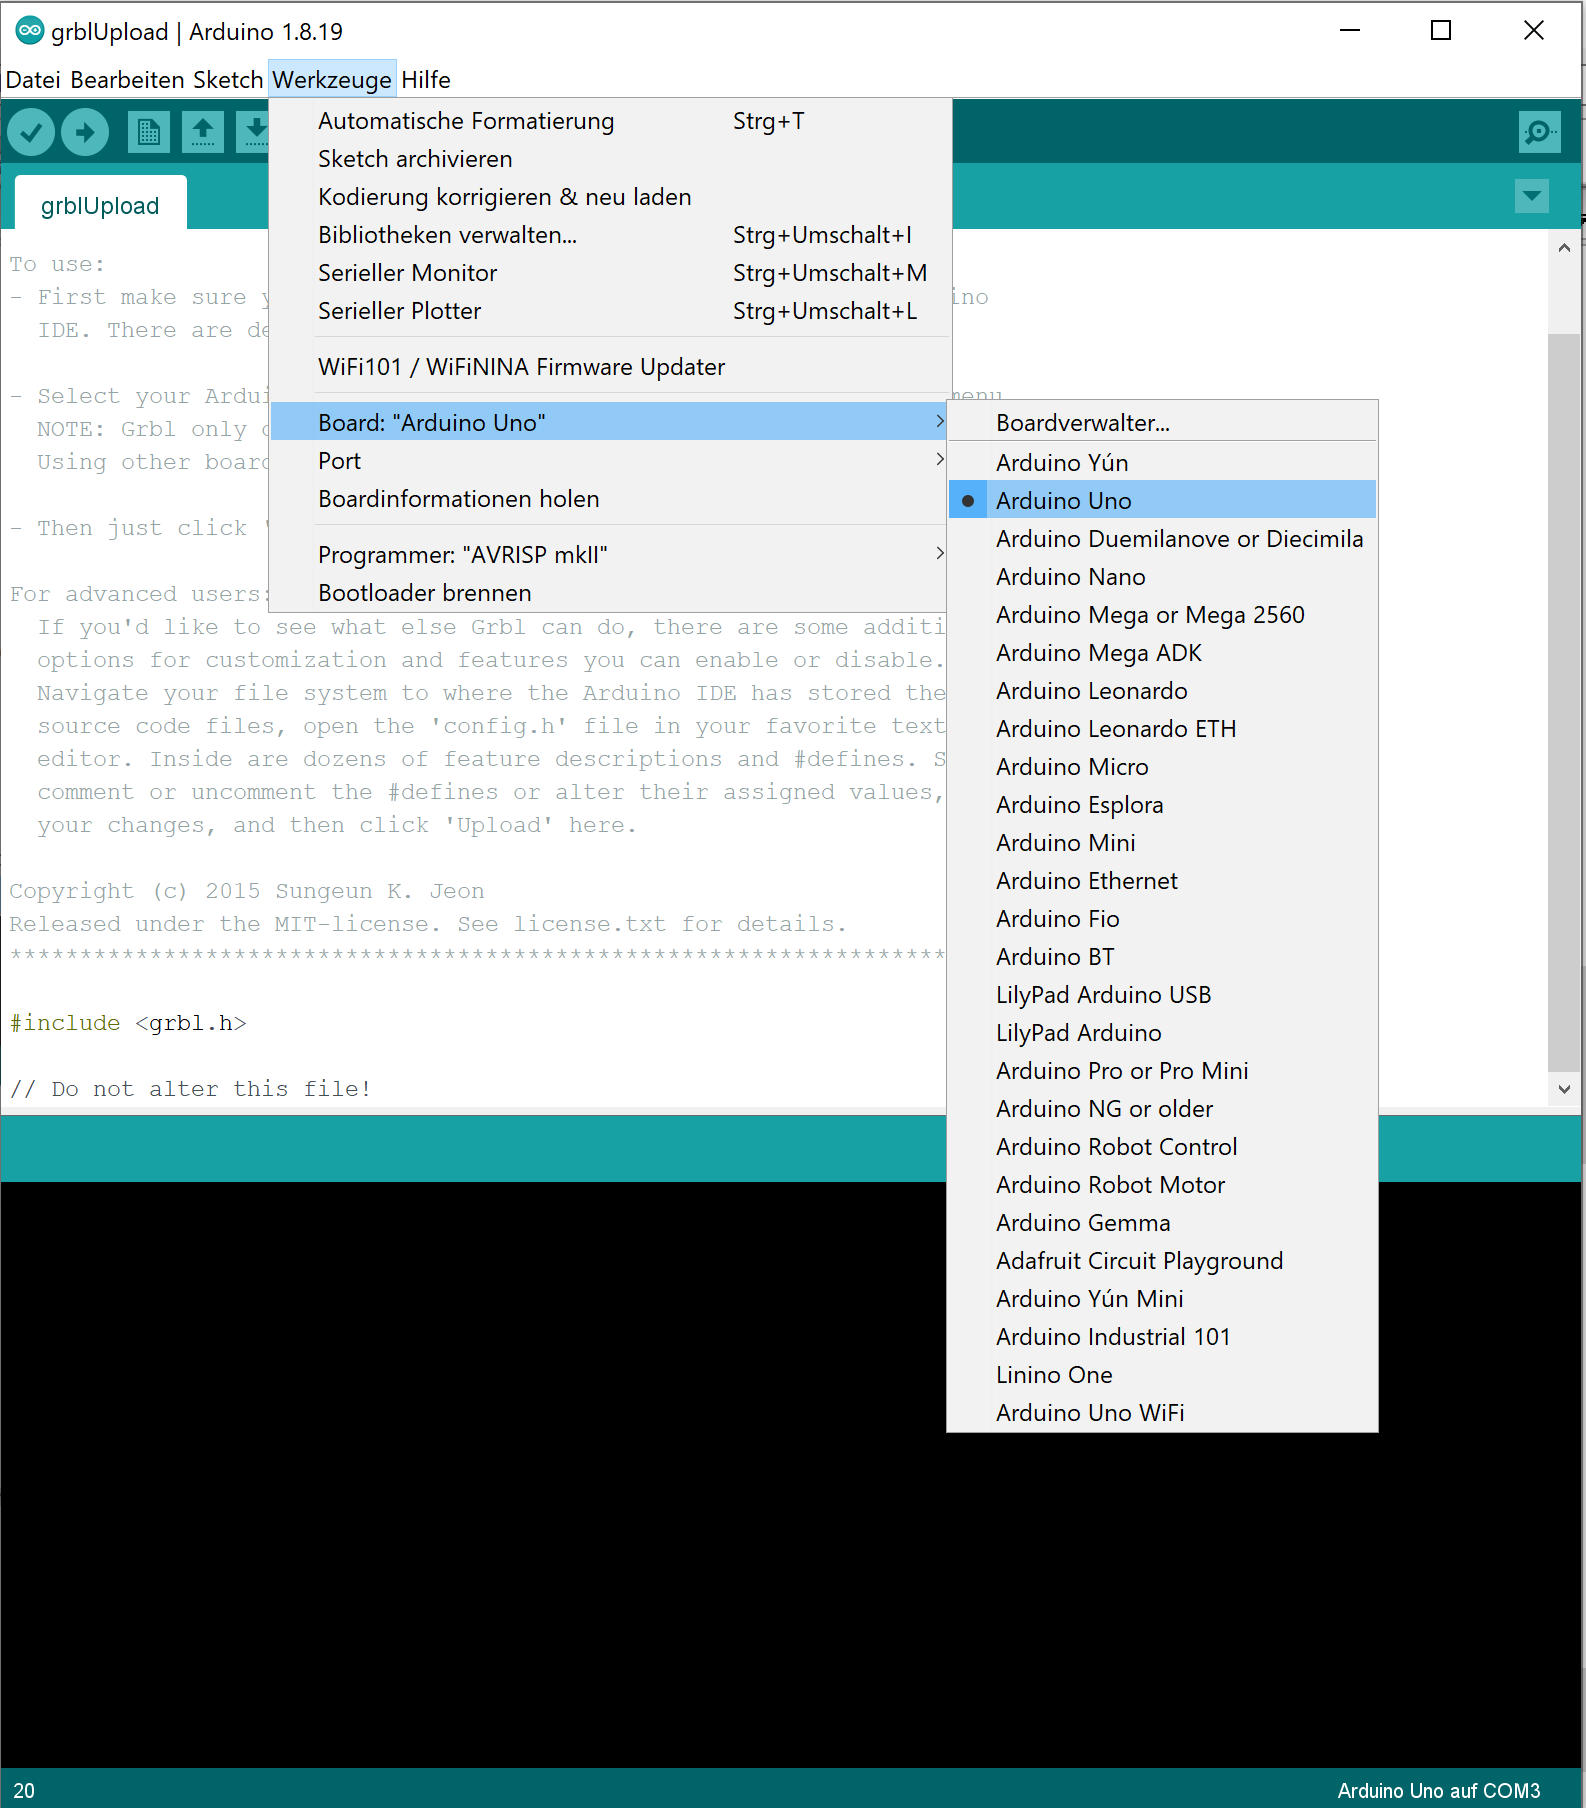 grblUpload | Arduino 1.8.19
Datei Bearbeiten Sketch Werkzeuge Hilfe
Automatische Formatierung Strg+T
Sketch archivieren
Kodierung korrigieren & neu laden
Bibliotheken verwalten... Strg+Umschalt+I
Serieller Monitor Strg+Umschalt+M
Serieller Plotter Strg+Umschalt+L
WiFi101 / WiFiNINA Firmware Updater
Board: "Arduino Uno"
Port
Boardinformationen holen
Programmer: "AVRISP mkII"
Bootloader brennen
Boardverwalter...
Arduino Yún
Arduino Uno
Arduino Duemilanove or Diecimila
Arduino Nano
Arduino Mega or Mega 2560
Arduino Mega ADK
Arduino Leonardo
Arduino Leonardo ETH
Arduino Micro
Arduino Esplora
Arduino Mini
Arduino Ethernet
Arduino Fio
Arduino BT
LilyPad Arduino USB
LilyPad Arduino
Arduino Pro or Pro Mini
Arduino NG or older
Arduino Robot Control
Arduino Robot Motor
Arduino Gemma
Adafruit Circuit Playground
Arduino Yún Mini
Arduino Industrial 101
Linino One
Arduino Uno WiFi
grblUpload
To use:
- First make sure ino
IDE. There are de
- Select your Ardui menu
NOTE: Grbl only
Using other board
- Then just click '
For advanced users:
If you'd like to see what else Grbl can do, there are some additi
options for customization and features you can enable or disable.
Navigate your file system to where the Arduino IDE has stored the
source code files, open the 'config.h' file in your favorite text
editor. Inside are dozens of feature descriptions and #defines. S
comment or uncomment the #defines or alter their assigned values,
your changes, and then click 'Upload' here.
Copyright (c) 2015 Sungeun K. Jeon
Released under the MIT-license. See license.txt for details.
*******************************************************************
#include <grbl.h>
// Do not alter this file!
20
Arduino Uno auf COM3